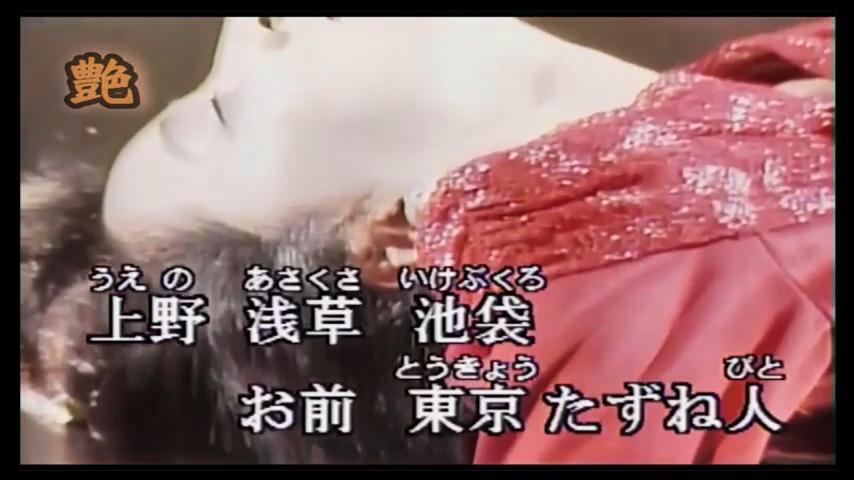 艶
うえ の あさくさ いけぶくろ
上野 浅草 池袋
とうきょう びと
お前 東京たずね人